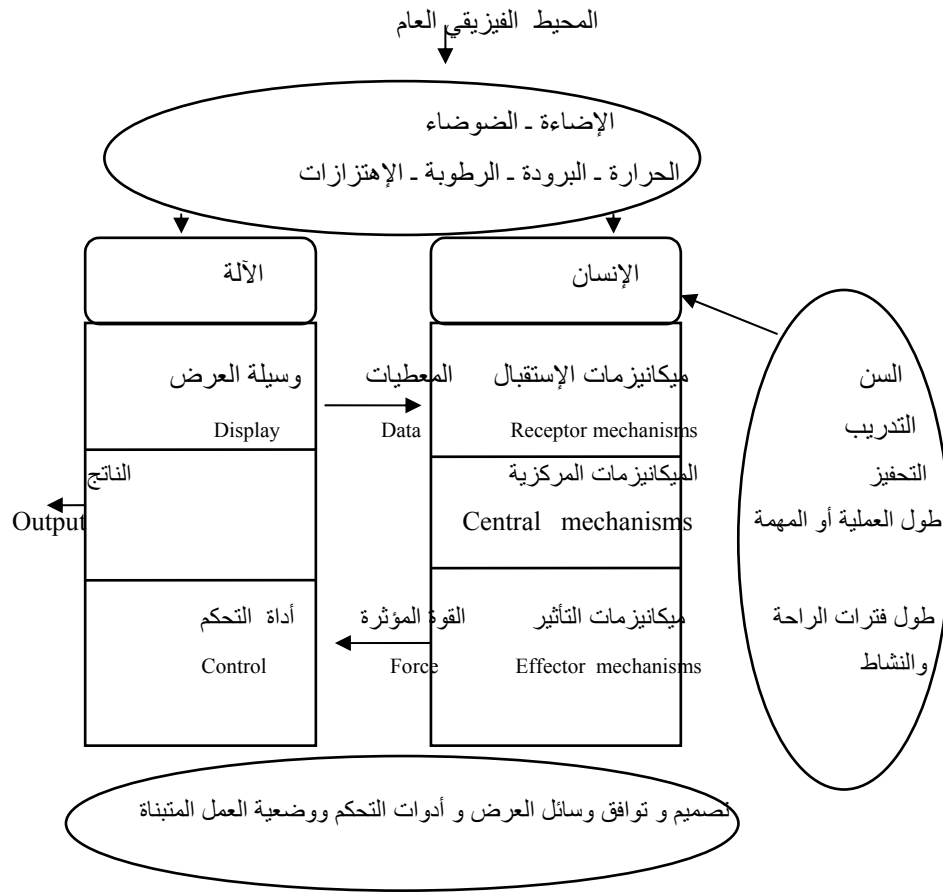 المحيط الفيزيقي العام
الإضاءة ـ الضوضاء
الحرارة ـ البرودة ـ الرطوبة ـ الإهتزازات
الإنسان
الآلة
ميكانيزمات الإستقبال
Receptor mechanisms
المعطيات
Data
وسيلة العرض
Display
الميكانيزمات المركزية
Central mechanisms
الناتج
Output
ميكانيزمات التأثير
Effector mechanisms
القوة المؤثرة
Force
أداة التحكم
Control
السن
التدريب
التحفيز
طول العملية أو المهمة
طول فترات الراحة
والنشاط
تصميم و توافق وسائل العرض و أدوات التحكم ووضعية العمل المتبناة